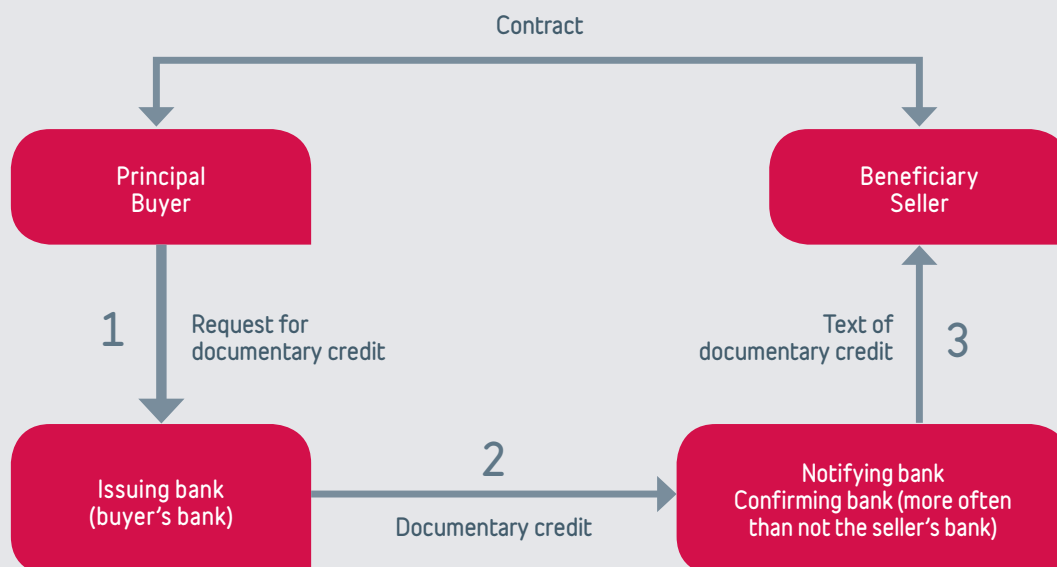 Contract
Principal
Buyer
Beneficiary
Seller
1
Request for
documentary credit
Text of
documentary credit
3
Issuing bank
(buyer’s bank)
2
Documentary credit
Notifying bank
Confirming bank (more often
than not the seller’s bank)